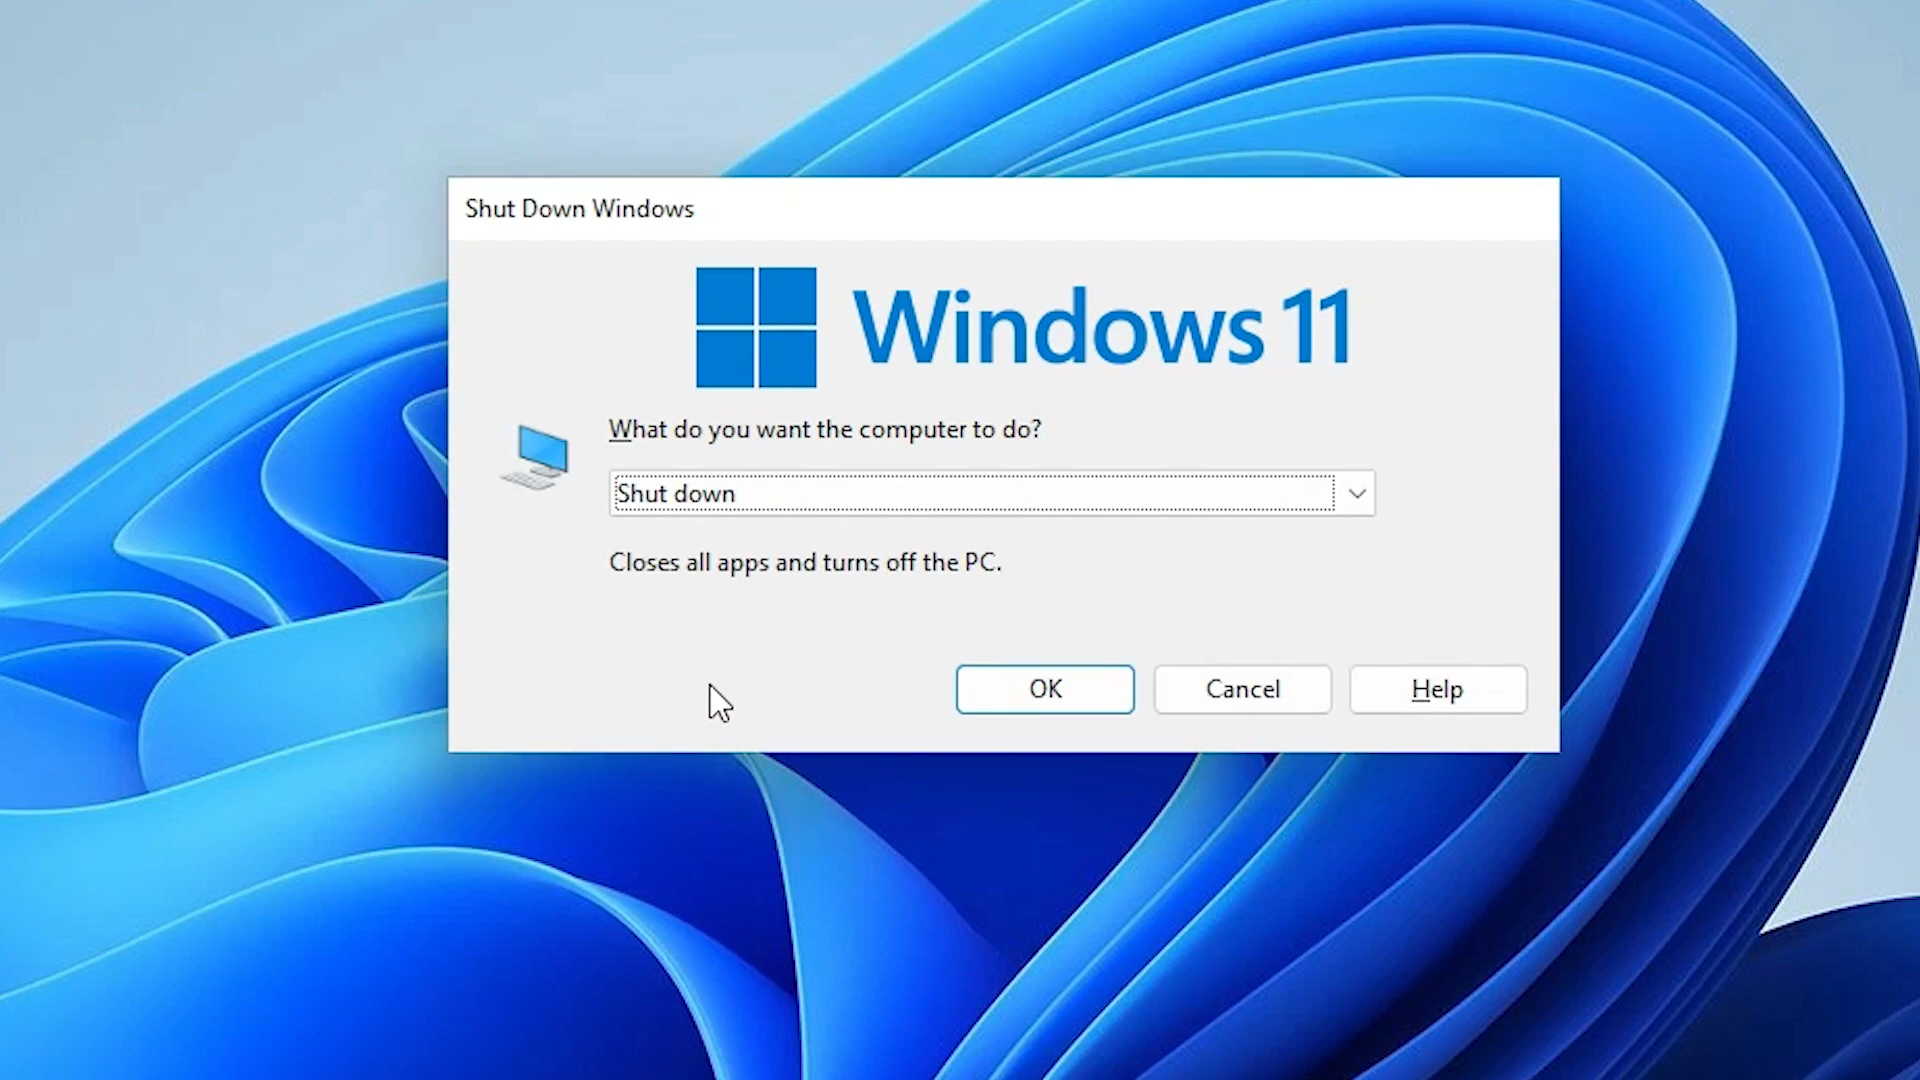 Shut Down Windows
Windows 11
What do you want the computer to do?
Shut down
Closes all apps and turns off the PC.
OK Cancel Help